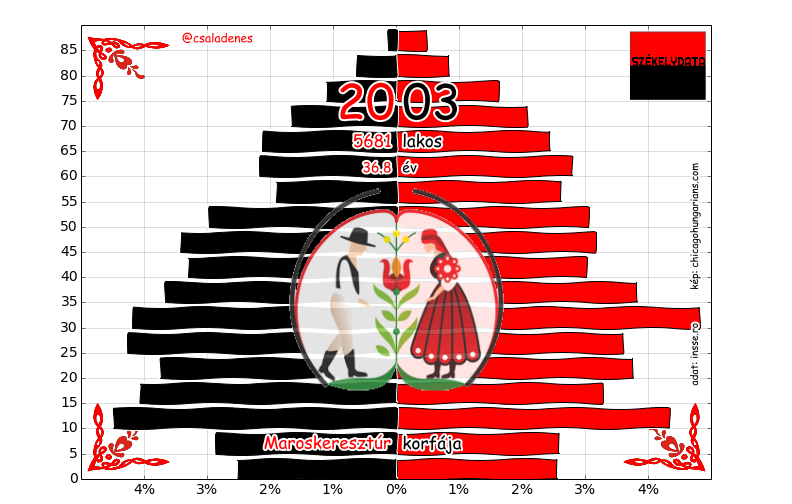 @csaladenes
SZÉKELYDATA
2003
5681 lakos
36.8 év
kép: chicagohungarians.com
adat: insse.ro
Maroskeresztúr korfája
85
80
75
70
65
60
55
50
45
40
35
30
25
20
15
10
5
0
4% 3% 2% 1% 0% 1% 2% 3% 4%